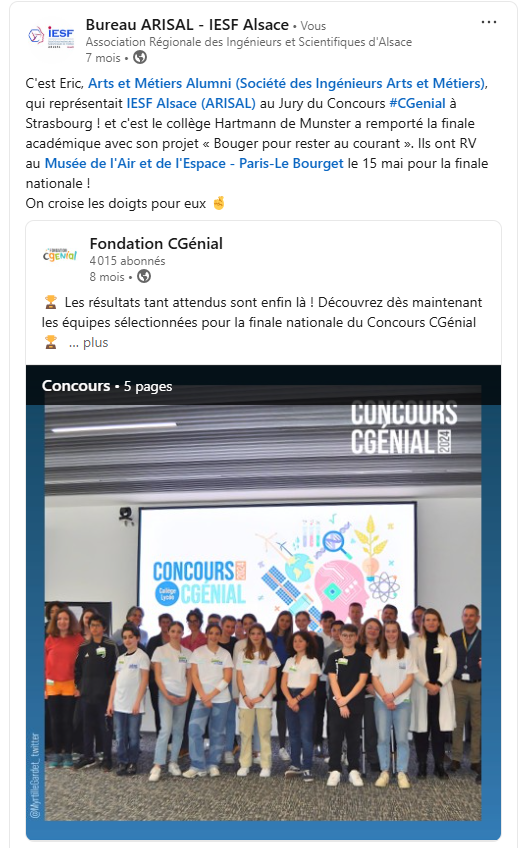 iESF
Bureau ARISAL - IESF Alsace • Vous
Association Régionale des Ingénieurs et Scientifiques d'Alsace
7 mois •
C'est Eric, Arts et Métiers Alumni (Société des Ingénieurs Arts et Métiers),
qui représentait IESF Alsace (ARISAL) au Jury du Concours #CGenial à
Strasbourg ! et c'est le collège Hartmann de Munster a remporté la finale
académique avec son projet « Bouger pour rester au courant ». Ils ont RV
au Musée de l'Air et de l'Espace - Paris-Le Bourget le 15 mai pour la finale
nationale !
On croise les doigts pour eux 🤞
FONDATION
cgénial
Fondation CGénial
4 015 abonnés
8 mois •
🏆 Les résultats tant attendus sont enfin là ! Découvrez dès maintenant
les équipes sélectionnées pour la finale nationale du Concours CGénial
🏆 ... plus
Concours • 5 pages
CONCOURS
CGÉNIAL 2024
CONCOURS 2024
Collège
Lycée
CGÉNIAL
@MyrtilleGardet_twitter